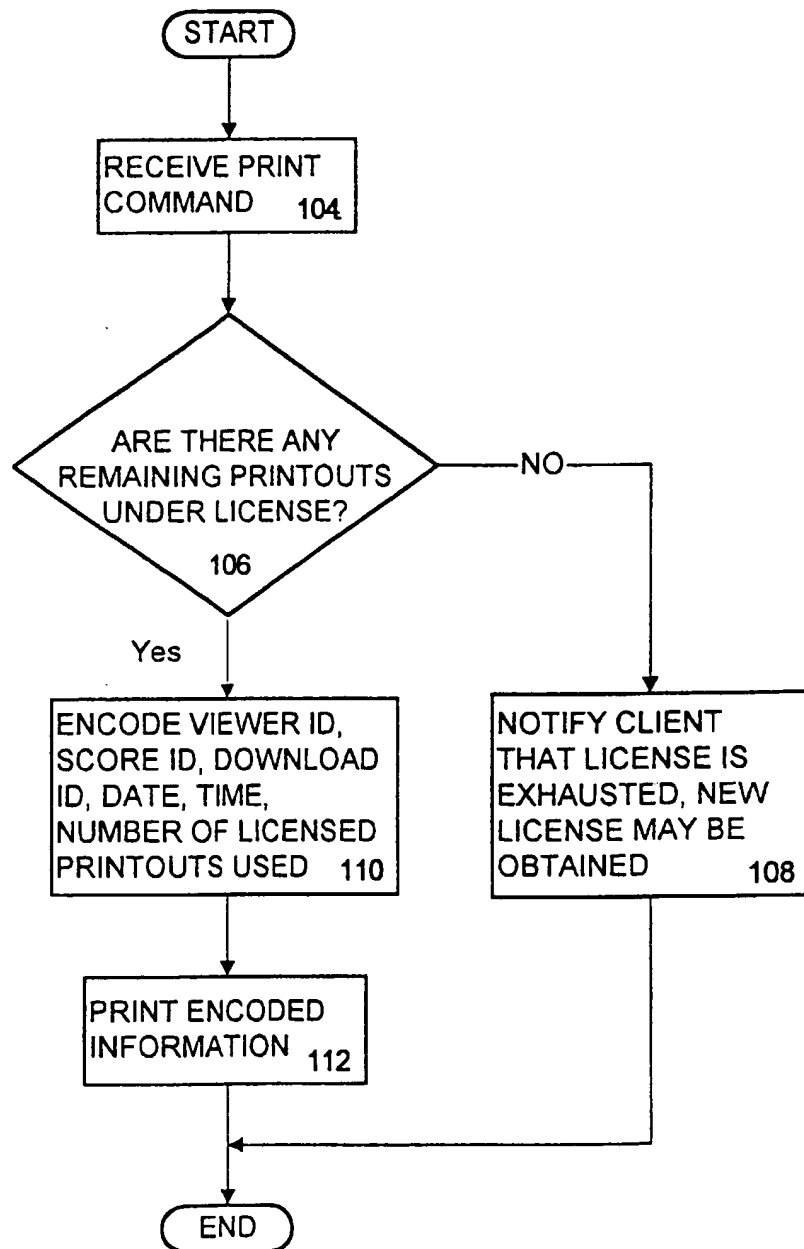 START
RECEIVE PRINT
COMMAND 104
ARE THERE ANY
REMAINING PRINTOUTS
UNDER LICENSE?
106
NO
Yes
ENCODE VIEWER ID,
SCORE ID, DOWNLOAD
ID, DATE, TIME,
NUMBER OF LICENSED
PRINTOUTS USED 110
NOTIFY CLIENT
THAT LICENSE IS
EXHAUSTED, NEW
LICENSE MAY BE
OBTAINED 108
PRINT ENCODED
INFORMATION 112
END